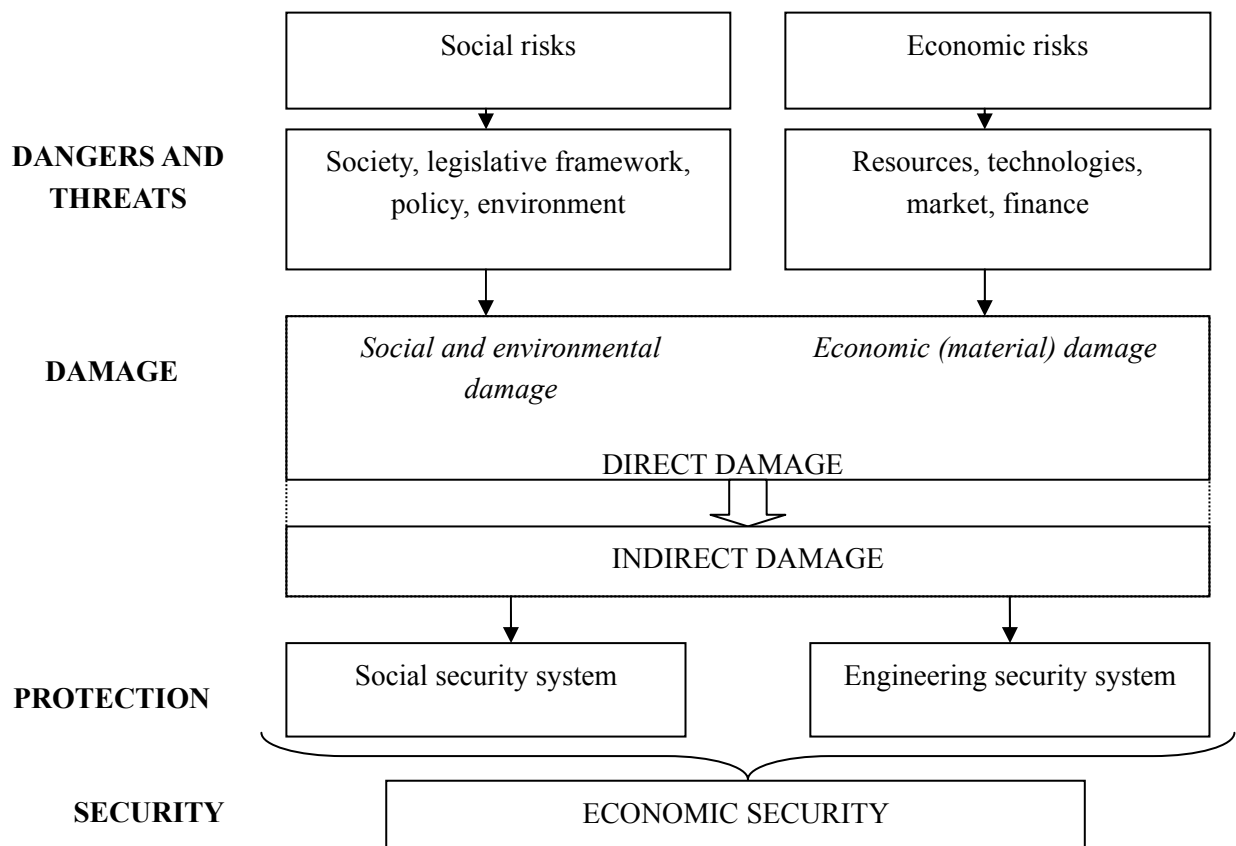 Social risks
Economic risks
DANGERS AND
THREATS
Society, legislative framework,
policy, environment
Resources, technologies,
market, finance
DAMAGE
Social and environmental
damage
Economic (material) damage
DIRECT DAMAGE
INDIRECT DAMAGE
PROTECTION
Social security system
Engineering security system
SECURITY
ECONOMIC SECURITY